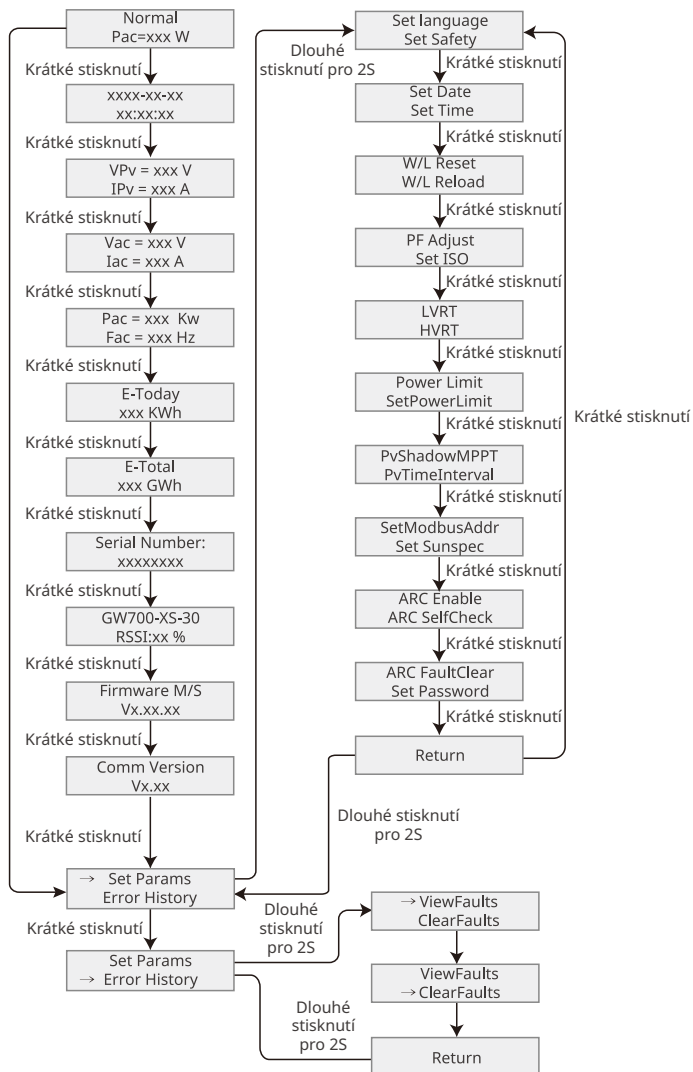 Normal
Pac=xxx W
Krátké stisknutí
xxxx-xx-xx
xx:xx:xx
Krátké stisknutí
VPv = xxx V
IPv = xxx A
Krátké stisknutí
Vac = xxx V
Iac = xxx A
Krátké stisknutí
Pac = xxx Kw
Fac = xxx Hz
Krátké stisknutí
E-Today
xxx KWh
Krátké stisknutí
E-Total
xxx GWh
Krátké stisknutí
Serial Number:
xxxxxxxx
Krátké stisknutí
GW700-XS-30
RSSI:xx %
Krátké stisknutí
Firmware M/S
Vx.xx.xx
Krátké stisknutí
Comm Version
Vx.xx
Krátké stisknutí
→ Set Params
Error History
Krátké stisknutí
Set Params
→ Error History
Dlouhé
stisknutí pro 2S
Set language
Set Safety
Krátké stisknutí
Set Date
Set Time
Krátké stisknutí
W/L Reset
W/L Reload
Krátké stisknutí
PF Adjust
Set ISO
Krátké stisknutí
LVRT
HVRT
Krátké stisknutí
Power Limit
SetPowerLimit
Krátké stisknutí
PvShadowMPPT
PvTimeInterval
Krátké stisknutí
SetModbusAddr
Set Sunspec
Krátké stisknutí
ARC Enable
ARC SelfCheck
Krátké stisknutí
ARC FaultClear
Set Password
Krátké stisknutí
Return
Krátké stisknutí
Dlouhé stisknutí
pro 2S
Dlouhé
stisknutí
pro 2S
→ ViewFaults
ClearFaults
ViewFaults
→ ClearFaults
Dlouhé
stisknutí
pro 2S
Return